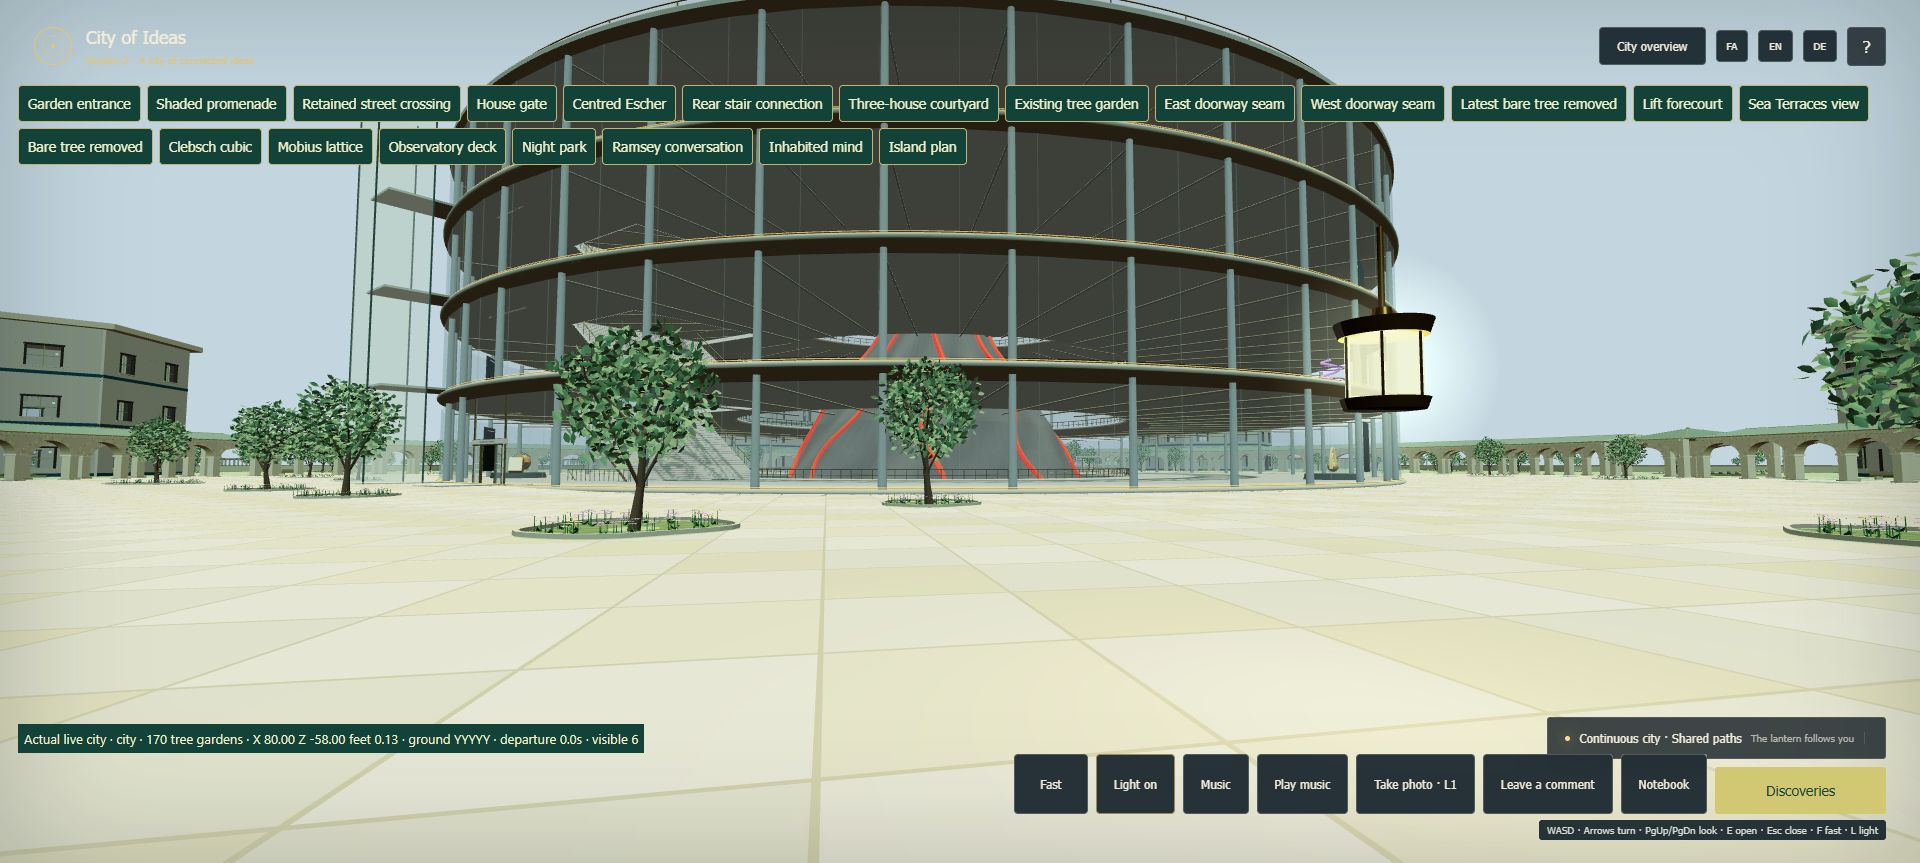 City of Ideas
City overview
FA
EN
DE
?
Garden entrance
Shaded promenade
Retained street crossing
House gate
Centred Escher
Rear stair connection
Three-house courtyard
Existing tree garden
East doorway seam
West doorway seam
Latest bare tree removed
Lift forecourt
Sea Terraces view
Bare tree removed
Clebsch cubic
Mobius lattice
Observatory deck
Night park
Ramsey conversation
Inhabited mind
Island plan
Actual live city · city · 170 tree gardens · X 80.00 Z -58.00 feet 0.13 · ground YYYYY · departure 0.0s · visible 6
Continuous city · Shared paths The lantern follows you
Fast
Light on
Music
Play music
Take photo · L1
Leave a comment
Notebook
Discoveries
WASD · Arrows turn · PgUp/PgDn look · E open · Esc close · F fast · L light